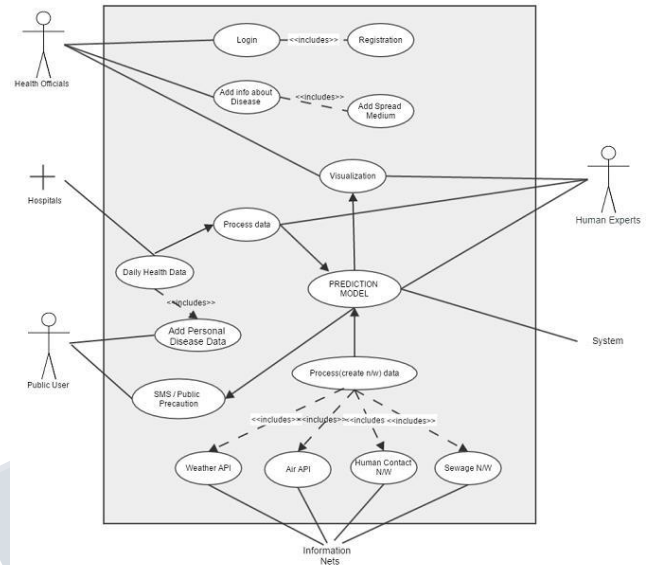 Health Officials
Login
<<includes>>
Registration
Add info about
Disease
<<includes>>
Add Spread
Medium
Visualization
Human Experts
Hospitals
Process data
Daily Health Data
<<includes>>
PREDICTION
MODEL
Add Personal
Disease Data
System
Public User
Process(create n/w) data
SMS / Public
Precaution
<<includes>>
<<includes>>
<<includes
<<includes>>
Weather API
Air API
Human Contact
N/W
Sewage N/W
Information
Nets